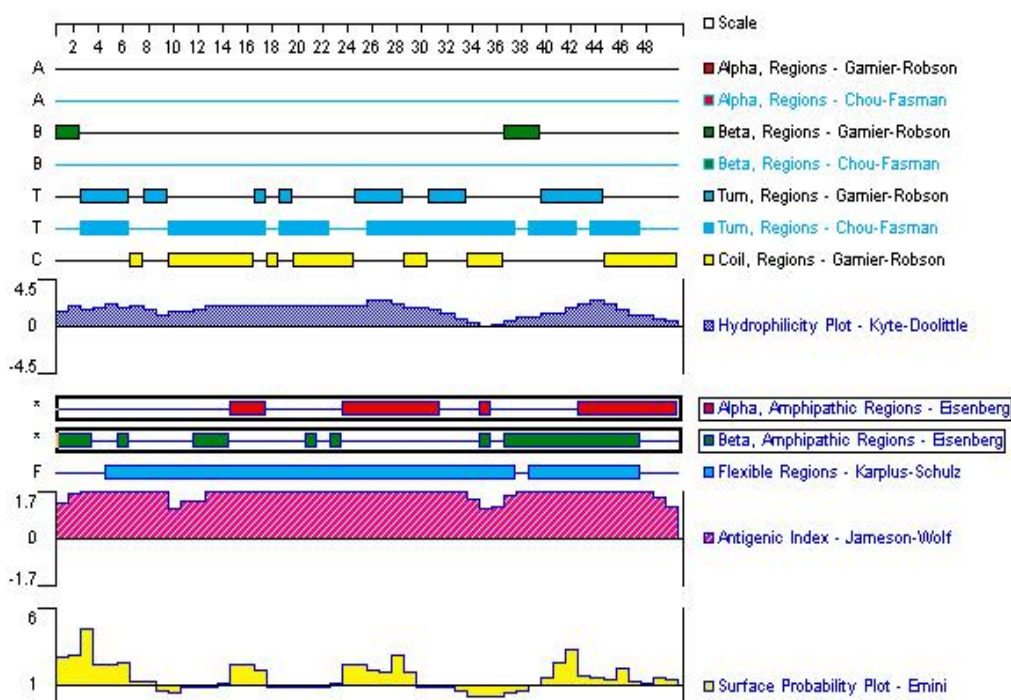 Scale
2 4 6 8 10 12 14 16 18 20 22 24 26 28 30 32 34 36 38 40 42 44 46 48
A Alpha, Regions - Garnier-Robson
A Alpha, Regions - Chou-Fasman
B Beta, Regions - Garnier-Robson
B Beta, Regions - Chou-Fasman
T Turn, Regions - Garnier-Robson
T Turn, Regions - Chou-Fasman
C Coil, Regions - Garnier-Robson
4.5
0 Hydrophilicity Plot - Kyte-Doolittle
-4.5
* Alpha, Amphipathic Regions - Eisenberg
* Beta, Amphipathic Regions - Eisenberg
F Flexible Regions - Karplus-Schulz
1.7
0 Antigenic Index - Jameson-Wolf
-1.7
6
1 Surface Probability Plot - Emini